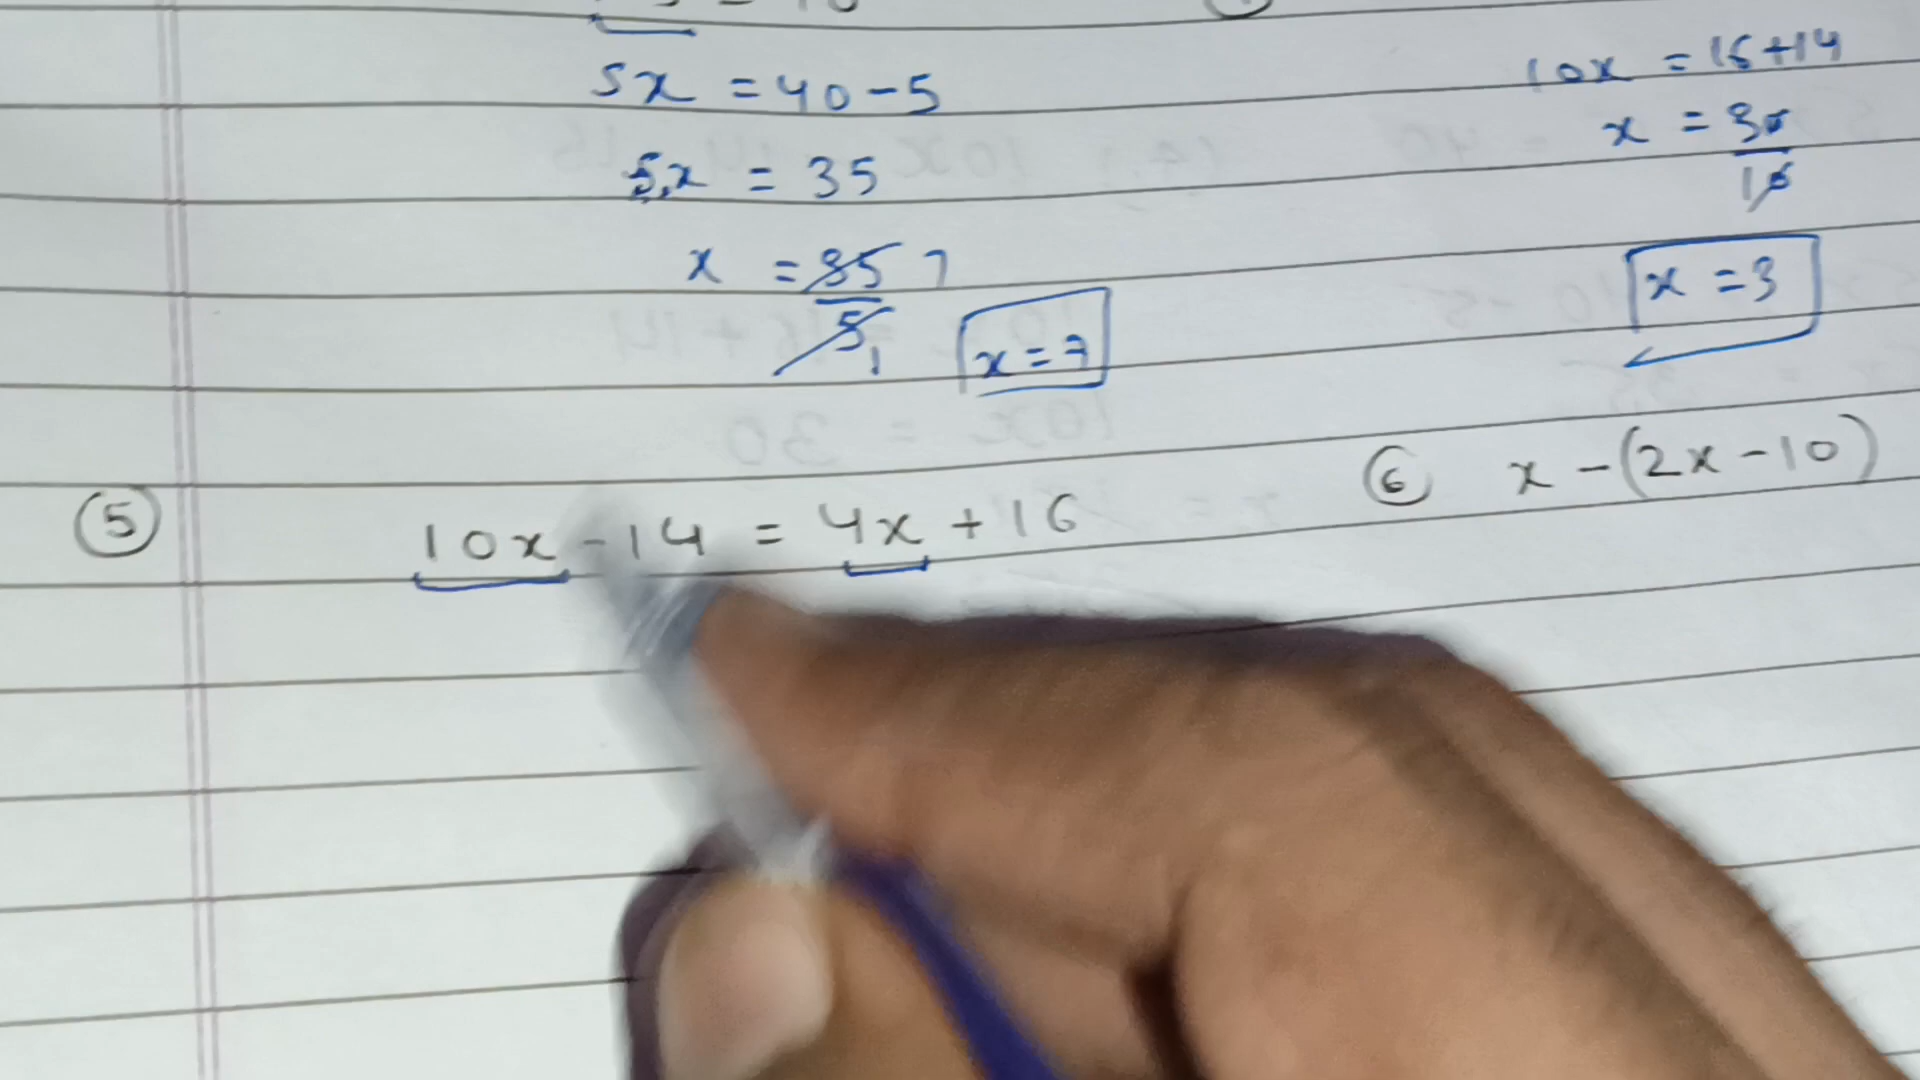 5x = 40-5
5x = 35
x = 35 7
5 1
x = 7
10x = 16+14
x = 30
10
x = 3
5 10x - 14 = 4x + 16
6 x - (2x - 10)